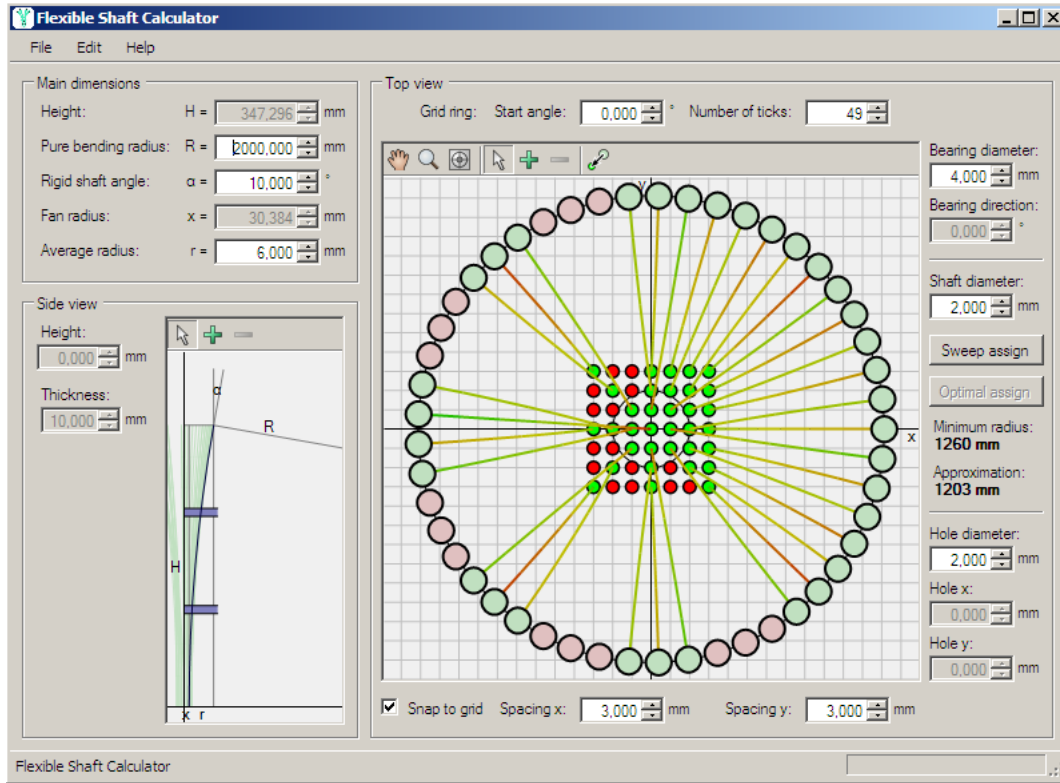 Flexible Shaft Calculator
File Edit Help
Main dimensions
Height: H = 347,296 mm
Pure bending radius: R = 2000,000 mm
Rigid shaft angle: α = 10,000 °
Fan radius: x = 30,384 mm
Average radius: r = 6,000 mm
Side view
Height:
0,000 mm
Thickness:
10,000 mm
α
R
H
x r
Top view
Grid ring: Start angle: 0,000 ° Number of ticks: 49
y
x
Snap to grid Spacing x: 3,000 mm Spacing y: 3,000 mm
Bearing diameter:
4,000 mm
Bearing direction:
0,000 °
Shaft diameter:
2,000 mm
Sweep assign
Optimal assign
Minimum radius:
1260 mm
Approximation:
1203 mm
Hole diameter:
2,000 mm
Hole x:
0,000 mm
Hole y:
0,000 mm
Flexible Shaft Calculator